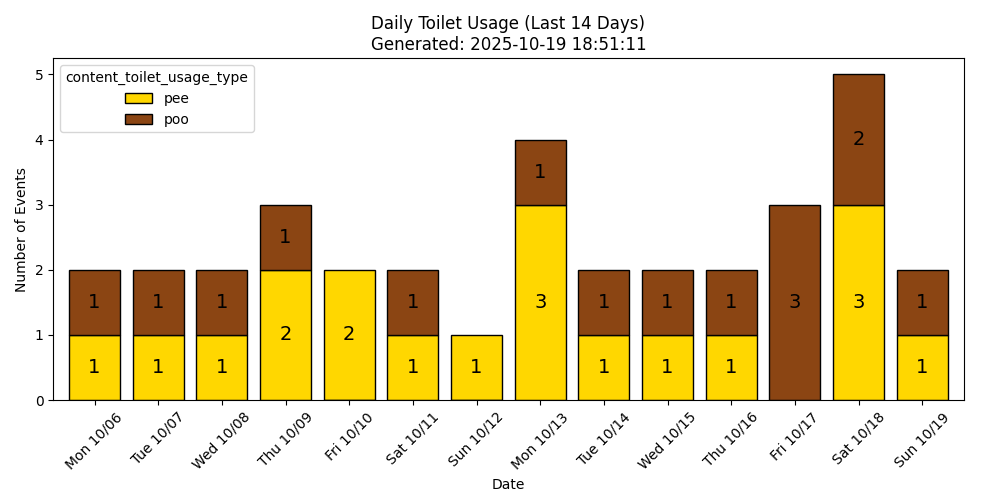 Daily Toilet Usage (Last 14 Days)
Generated: 2025-10-19 18:51:11
content_toilet_usage_type
pee
poo
Number of Events
5
4
3
2
1
0
2
1
1
1
1
1
1
1
1
1
3
1
1
1
2
2
1
1
3
1
1
1
3
1
Mon 10/06
Tue 10/07
Wed 10/08
Thu 10/09
Fri 10/10
Sat 10/11
Sun 10/12
Mon 10/13
Tue 10/14
Wed 10/15
Thu 10/16
Fri 10/17
Sat 10/18
Sun 10/19
Date